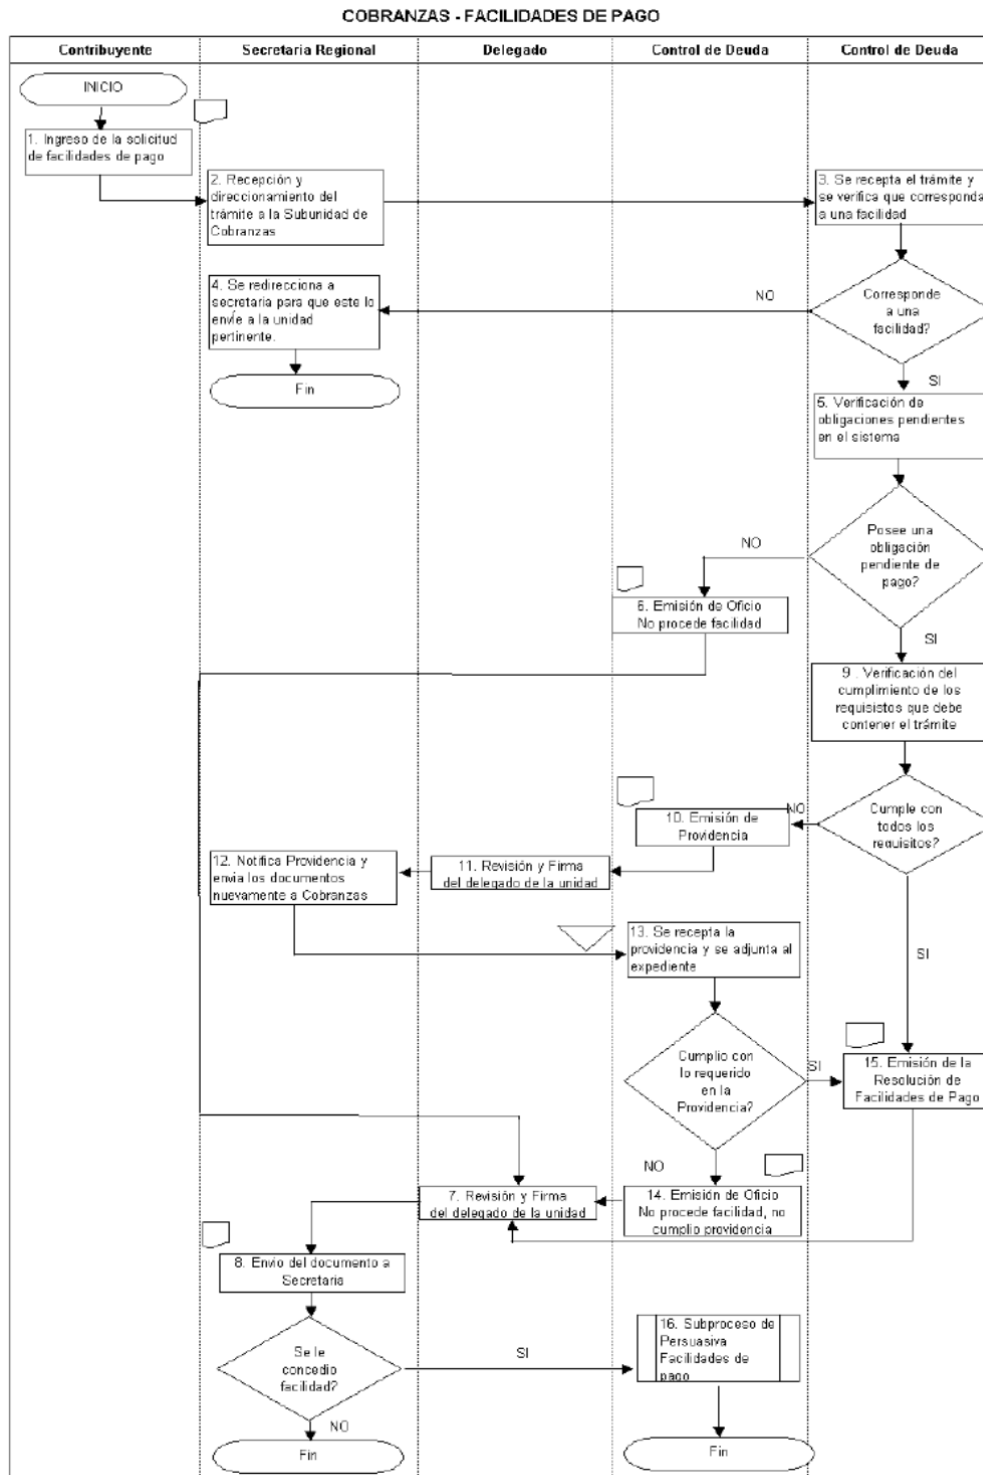 COBRANZAS - FACILIDADES DE PAGO
Contribuyente
Secretaria Regional
Delegado
Control de Deuda
Control de Deuda
INICIO
1. Ingreso de la solicitud
de facilidades de pago
2. Recepción y
direccionamiento del
trámite a la Subunidad de
Cobranzas
3. Se recepta el trámite y
se verifica que corresponda
a una facilidad
4. Se redirecciona a
secretaria para que este lo
envíe a la unidad
pertinente.
NO
Corresponde
a una
facilidad?
Fin
SI
5. Verificación de
obligaciones pendientes
en el sistema
Posee una
obligación
pendiente de
pago?
NO
6. Emisión de Oficio
No procede facilidad
SI
9 . Verificación del
cumplimiento de los
requisistos que debe
contener el trámite
Cumple con
todos los
requisitos?
NO
10. Emisión de
Providencia
11. Revisión y Firma
del delegado de la unidad
12. Notifica Providencia y
envia los documentos
nuevamente a Cobranzas
13. Se recepta la
providencia y se adjunta al
expediente
SI
Cumplio con
lo requerido
en la
Providencia?
SI
15. Emisión de la
Resolución de
Facilidades de Pago
NO
14. Emisión de Oficio
No procede facilidad, no
cumplio providencia
7. Revisión y Firma
del delegado de la unidad
8. Envio del documento a
Secretaria
Se le
concedio
facilidad?
SI
16. Subproceso de
Persuasiva
Facilidades de
pago
NO
Fin
Fin